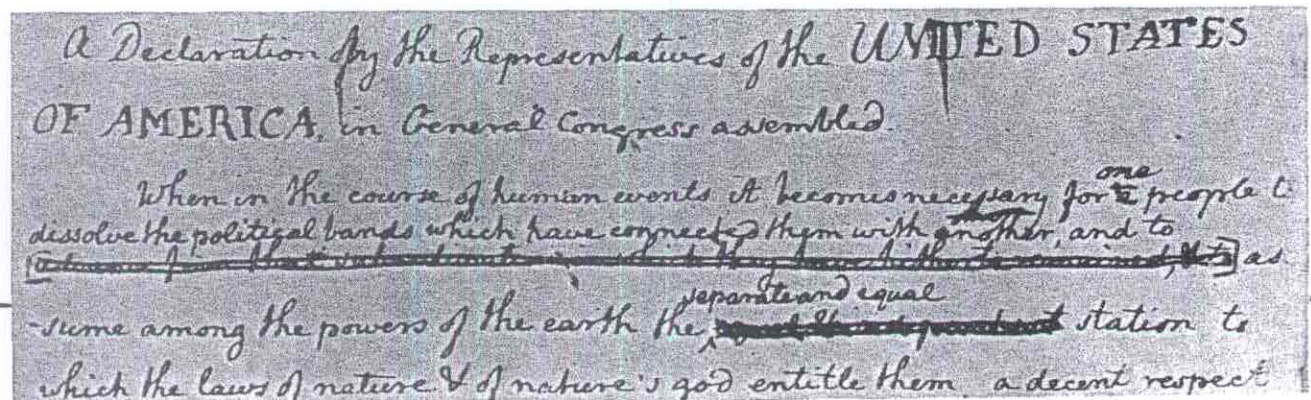 A Declaration by the Representatives of the UNITED STATES
OF AMERICA, in General Congress assembled.
When in the course of human events it becomes necessary for one people to
dissolve the political bands which have connected them with another, and to
as
separate and equal
-sume among the powers of the earth the station to
which the laws of nature & of nature's god entitle them a decent respect